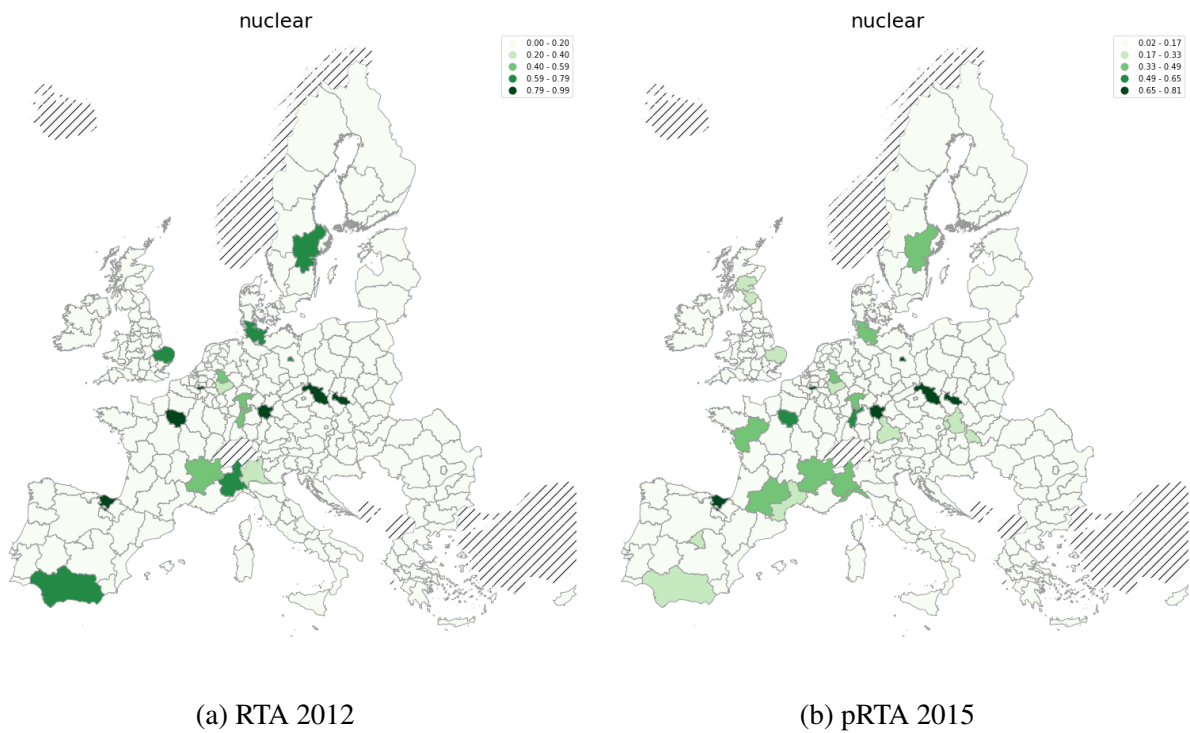 nuclear
0.00 - 0.20
0.20 - 0.40
0.40 - 0.59
0.59 - 0.79
0.79 - 0.99
(a) RTA 2012
nuclear
0.02 - 0.17
0.17 - 0.33
0.33 - 0.49
0.49 - 0.65
0.65 - 0.81
(b) pRTA 2015